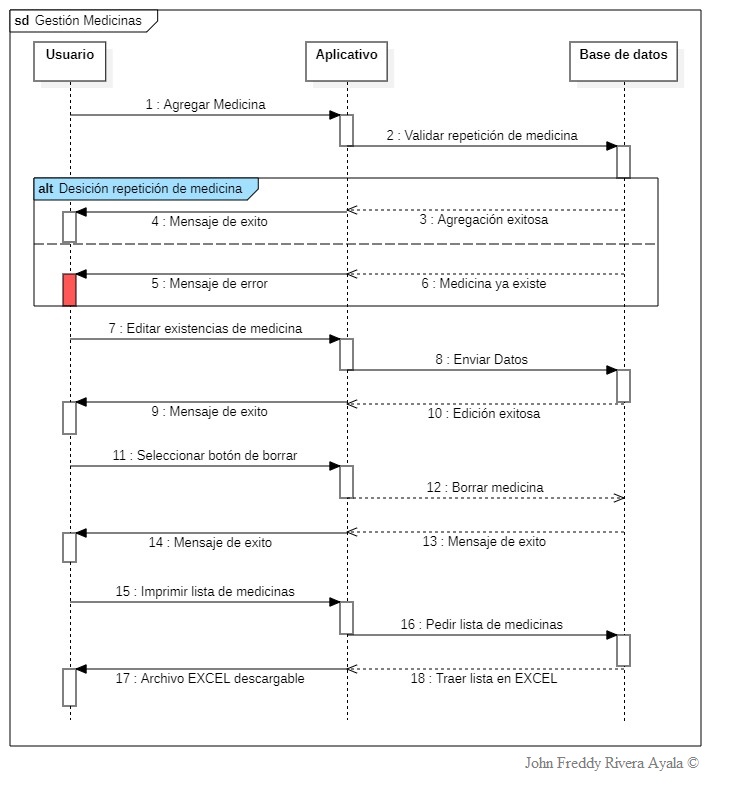 sd Gestión Medicinas
Usuario
Aplicativo
Base de datos
1 : Agregar Medicina
2 : Validar repetición de medicina
alt Desición repetición de medicina
4 : Mensaje de exito
3 : Agregación exitosa
5 : Mensaje de error
6 : Medicina ya existe
7 : Editar existencias de medicina
8 : Enviar Datos
9 : Mensaje de exito
10 : Edición exitosa
11 : Seleccionar botón de borrar
12 : Borrar medicina
14 : Mensaje de exito
13 : Mensaje de exito
15 : Imprimir lista de medicinas
16 : Pedir lista de medicinas
17 : Archivo EXCEL descargable
18 : Traer lista en EXCEL
John Freddy Rivera Ayala ©